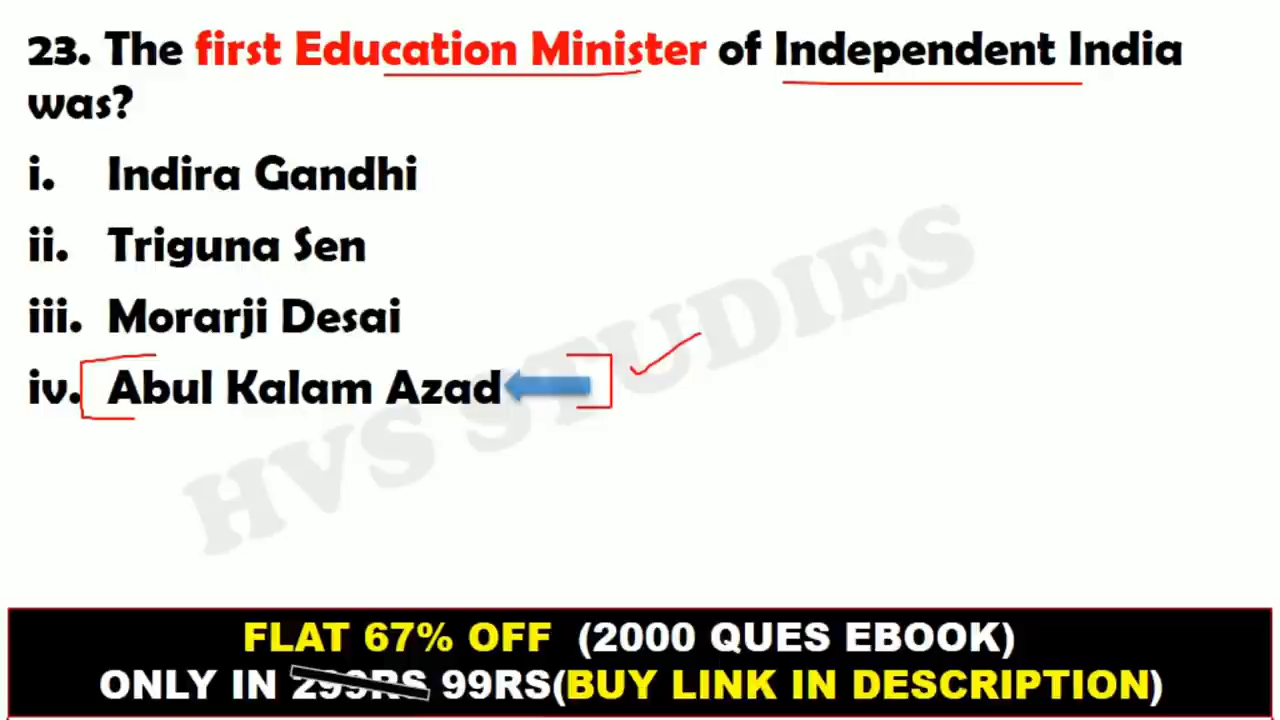 23. The first Education Minister of Independent India
was?
i. Indira Gandhi
ii. Triguna Sen
iii. Morarji Desai
iv. Abul Kalam Azad
HVS STUDIES
FLAT 67% OFF (2000 QUES EBOOK)
ONLY IN 299RS 99RS(BUY LINK IN DESCRIPTION)